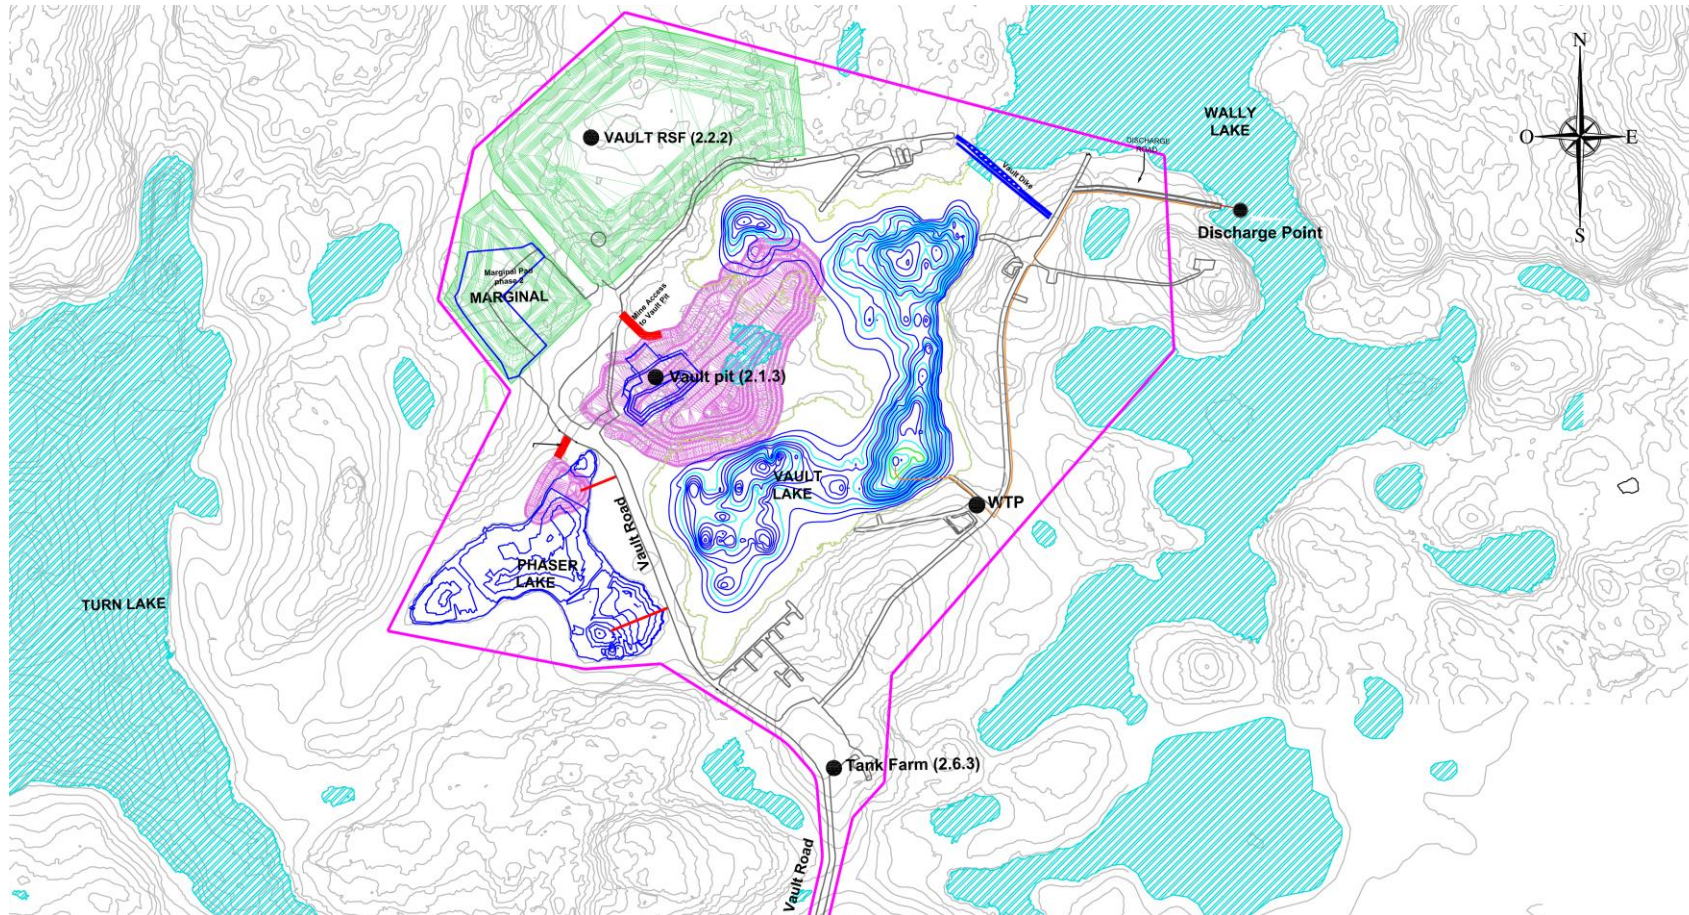 N
WALLY
LAKE
O
E
S
VAULT RSF (2.2.2)
DISCHARGE
ROAD
Vault Dike
Discharge Point
Marginal Pad
phase 2
MARGINAL
Mine Access
to Vault Pit
Vault pit (2.1.3)
VAULT
LAKE
WTP
Vault Road
PHASER
LAKE
TURN LAKE
Tank Farm (2.6.3)
Vault Road